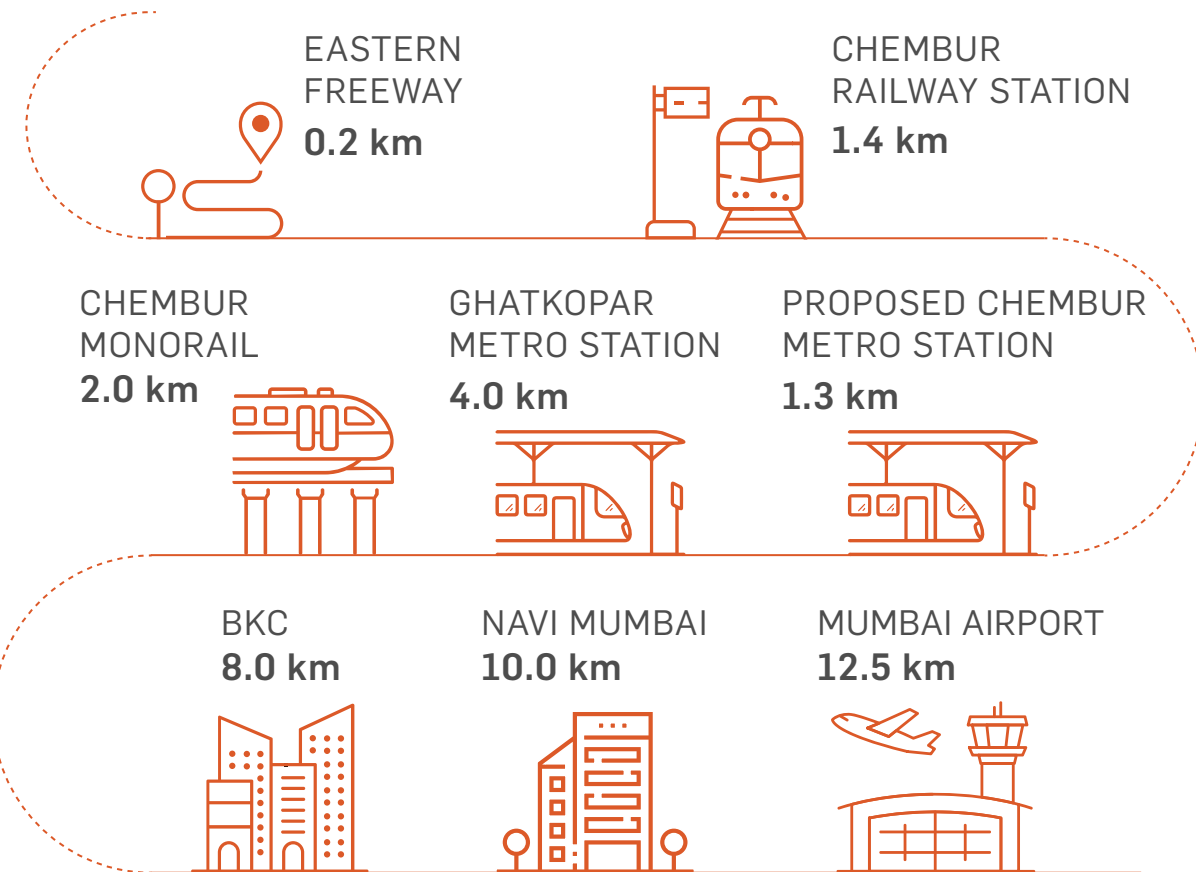 EASTERN
FREEWAY
0.2 km
CHEMBUR
RAILWAY STATION
1.4 km
CHEMBUR
MONORAIL
2.0 km
GHATKOPAR
METRO STATION
4.0 km
PROPOSED CHEMBUR
METRO STATION
1.3 km
BKC
8.0 km
NAVI MUMBAI
10.0 km
MUMBAI AIRPORT
12.5 km